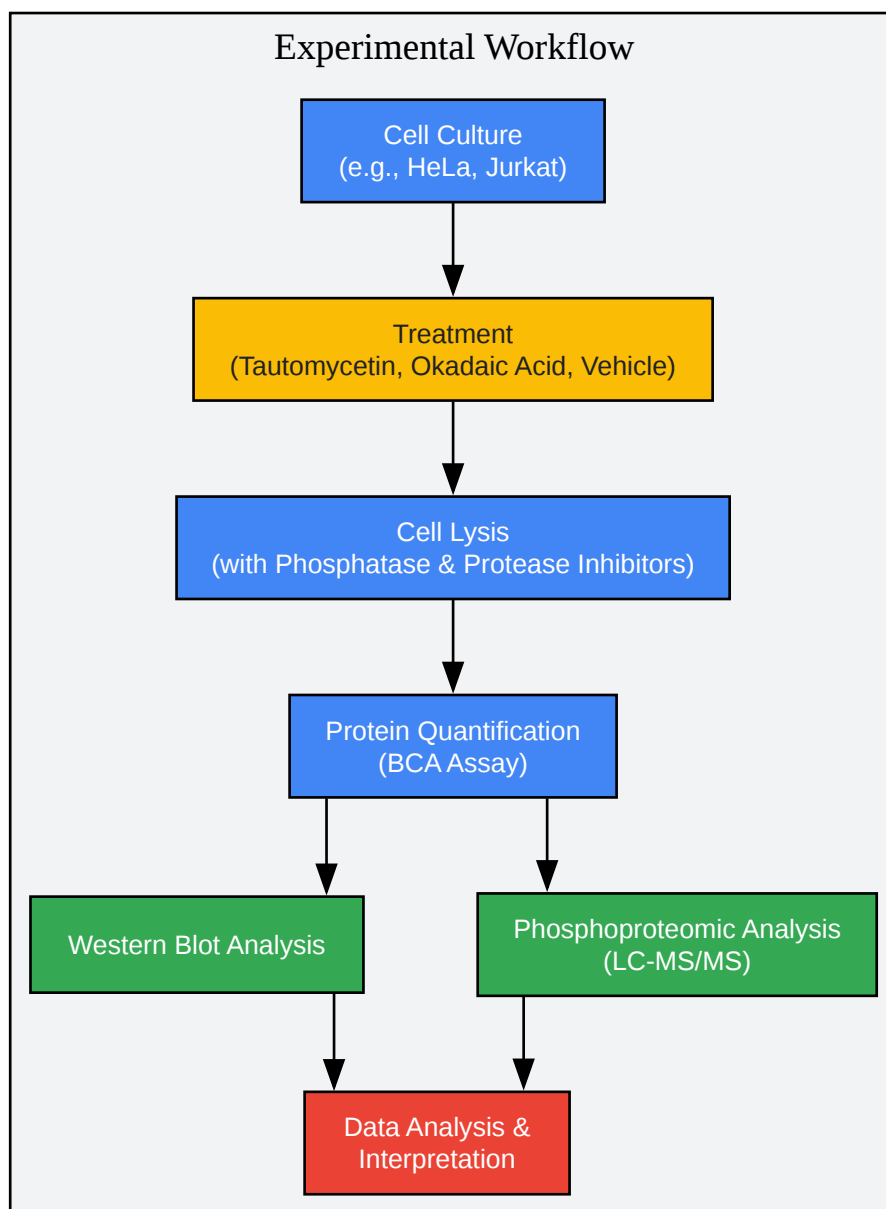 Experimental Workflow
Cell Culture
(e.g., HeLa, Jurkat)
Treatment
(Tautomycetin, Okadaic Acid, Vehicle)
Cell Lysis
(with Phosphatase & Protease Inhibitors)
Protein Quantification
(BCA Assay)
Western Blot Analysis
Phosphoproteomic Analysis
(LC-MS/MS)
Data Analysis &
Interpretation